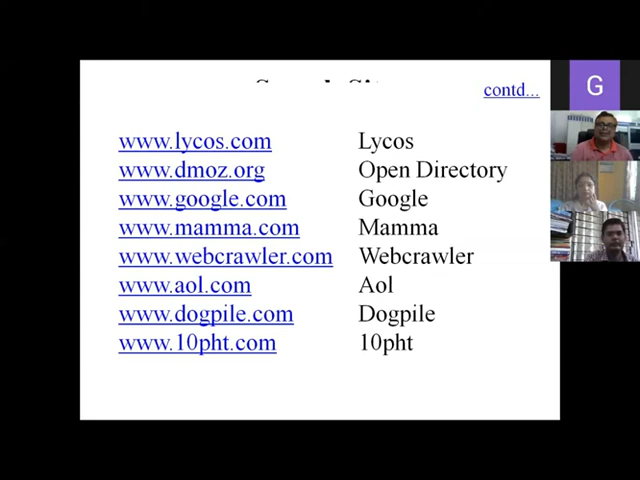 contd...
www.lycos.com Lycos
www.dmoz.org Open Directory
www.google.com Google
www.mamma.com Mamma
www.webcrawler.com Webcrawler
www.aol.com Aol
www.dogpile.com Dogpile
www.10pht.com 10pht
G